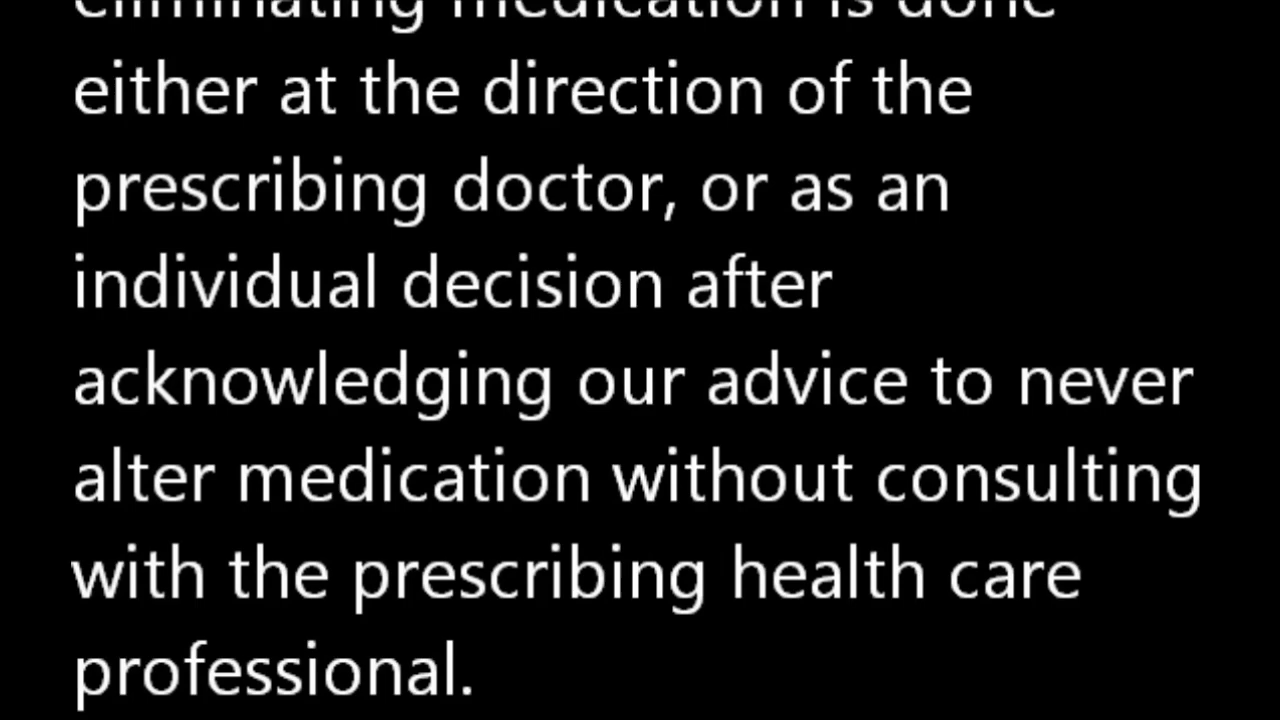 eliminating medication is done
either at the direction of the
prescribing doctor, or as an
individual decision after
acknowledging our advice to never
alter medication without consulting
with the prescribing health care
professional.